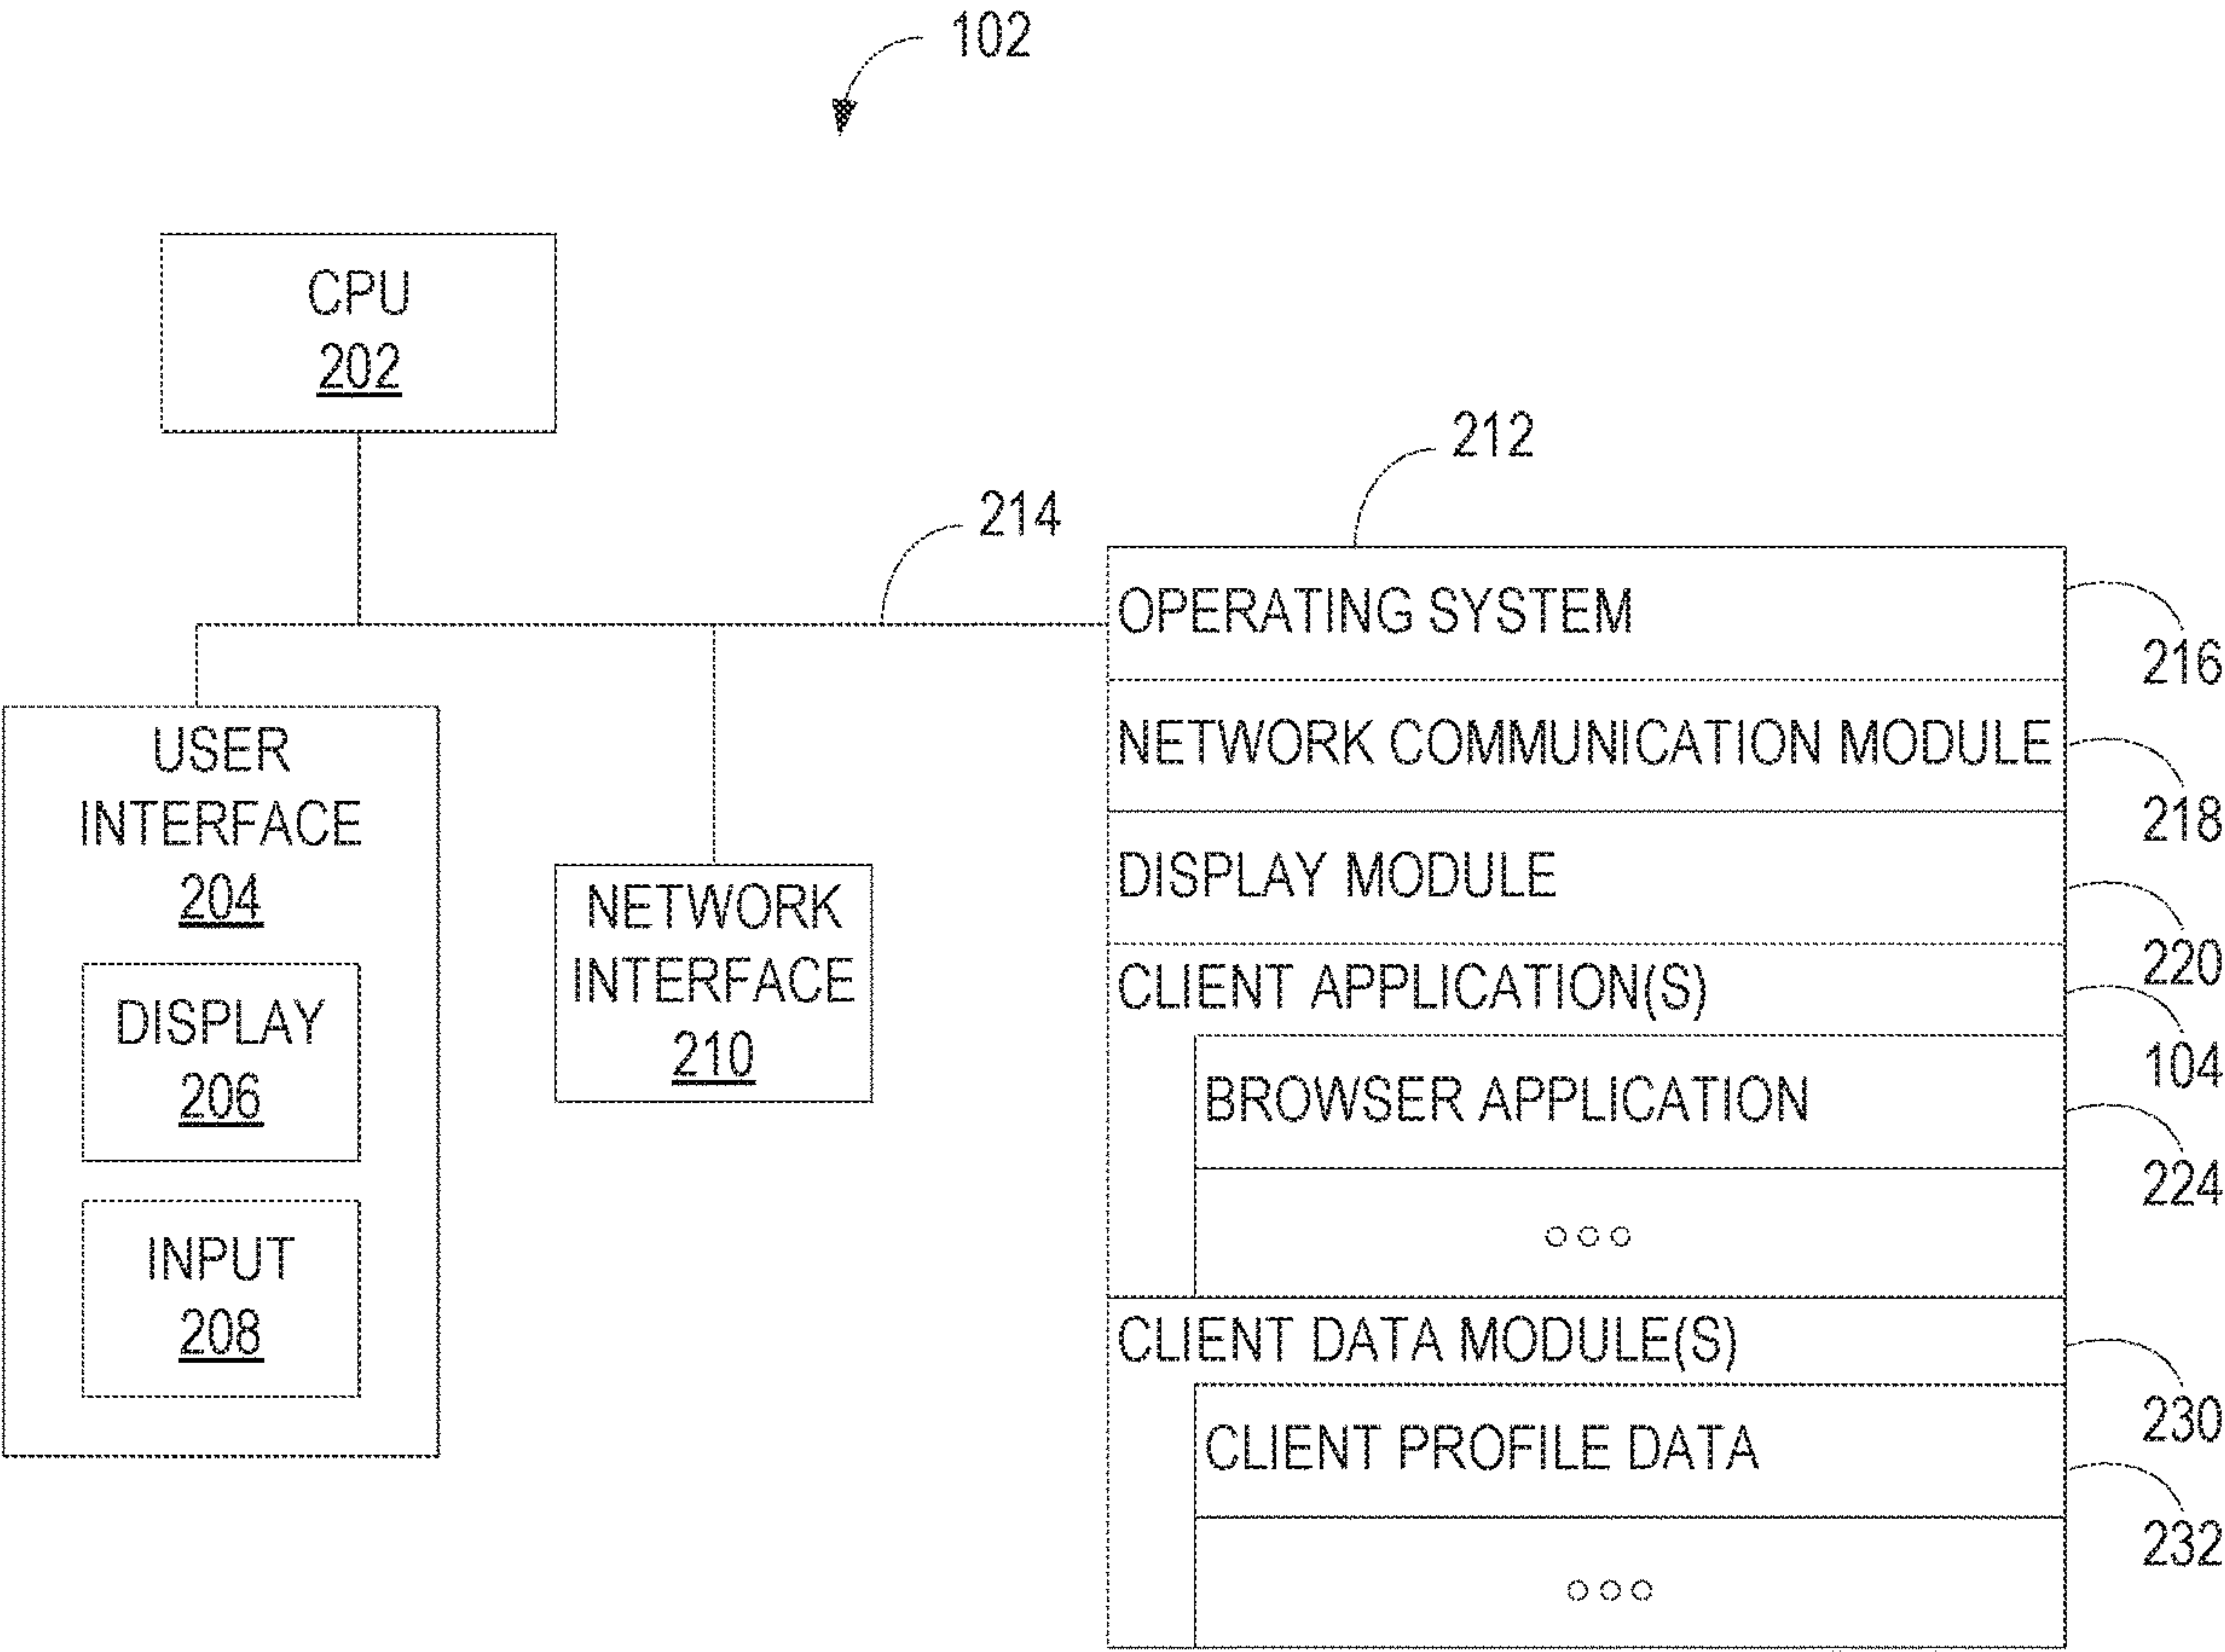 102
CPU
202
212
214
OPERATING SYSTEM
216
NETWORK COMMUNICATION MODULE
218
DISPLAY MODULE
220
CLIENT APPLICATION(S)
104
BROWSER APPLICATION
224
CLIENT DATA MODULE(S)
230
CLIENT PROFILE DATA
232
USER
INTERFACE
204
DISPLAY
206
INPUT
208
NETWORK
INTERFACE
210